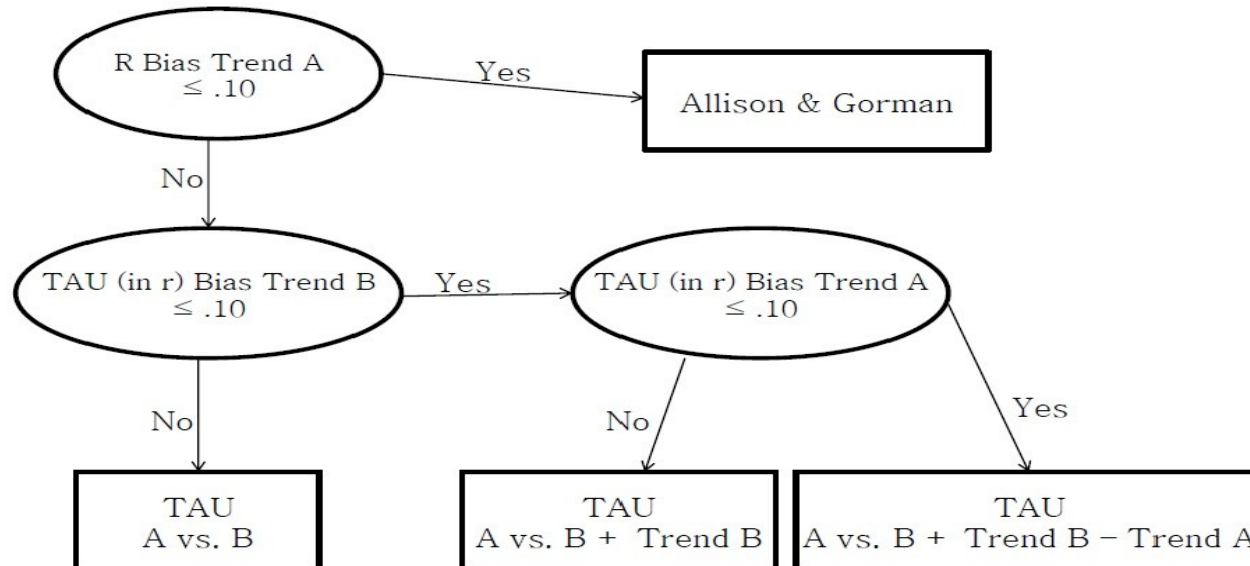 R Bias Trend A
≤ .10
Yes
Allison & Gorman
No
TAU (in r) Bias Trend B
≤ .10
Yes
TAU (in r) Bias Trend A
≤ .10
No
No
Yes
TAU
A vs. B
TAU
A vs. B + Trend B
TAU
A vs. B + Trend B – Trend A